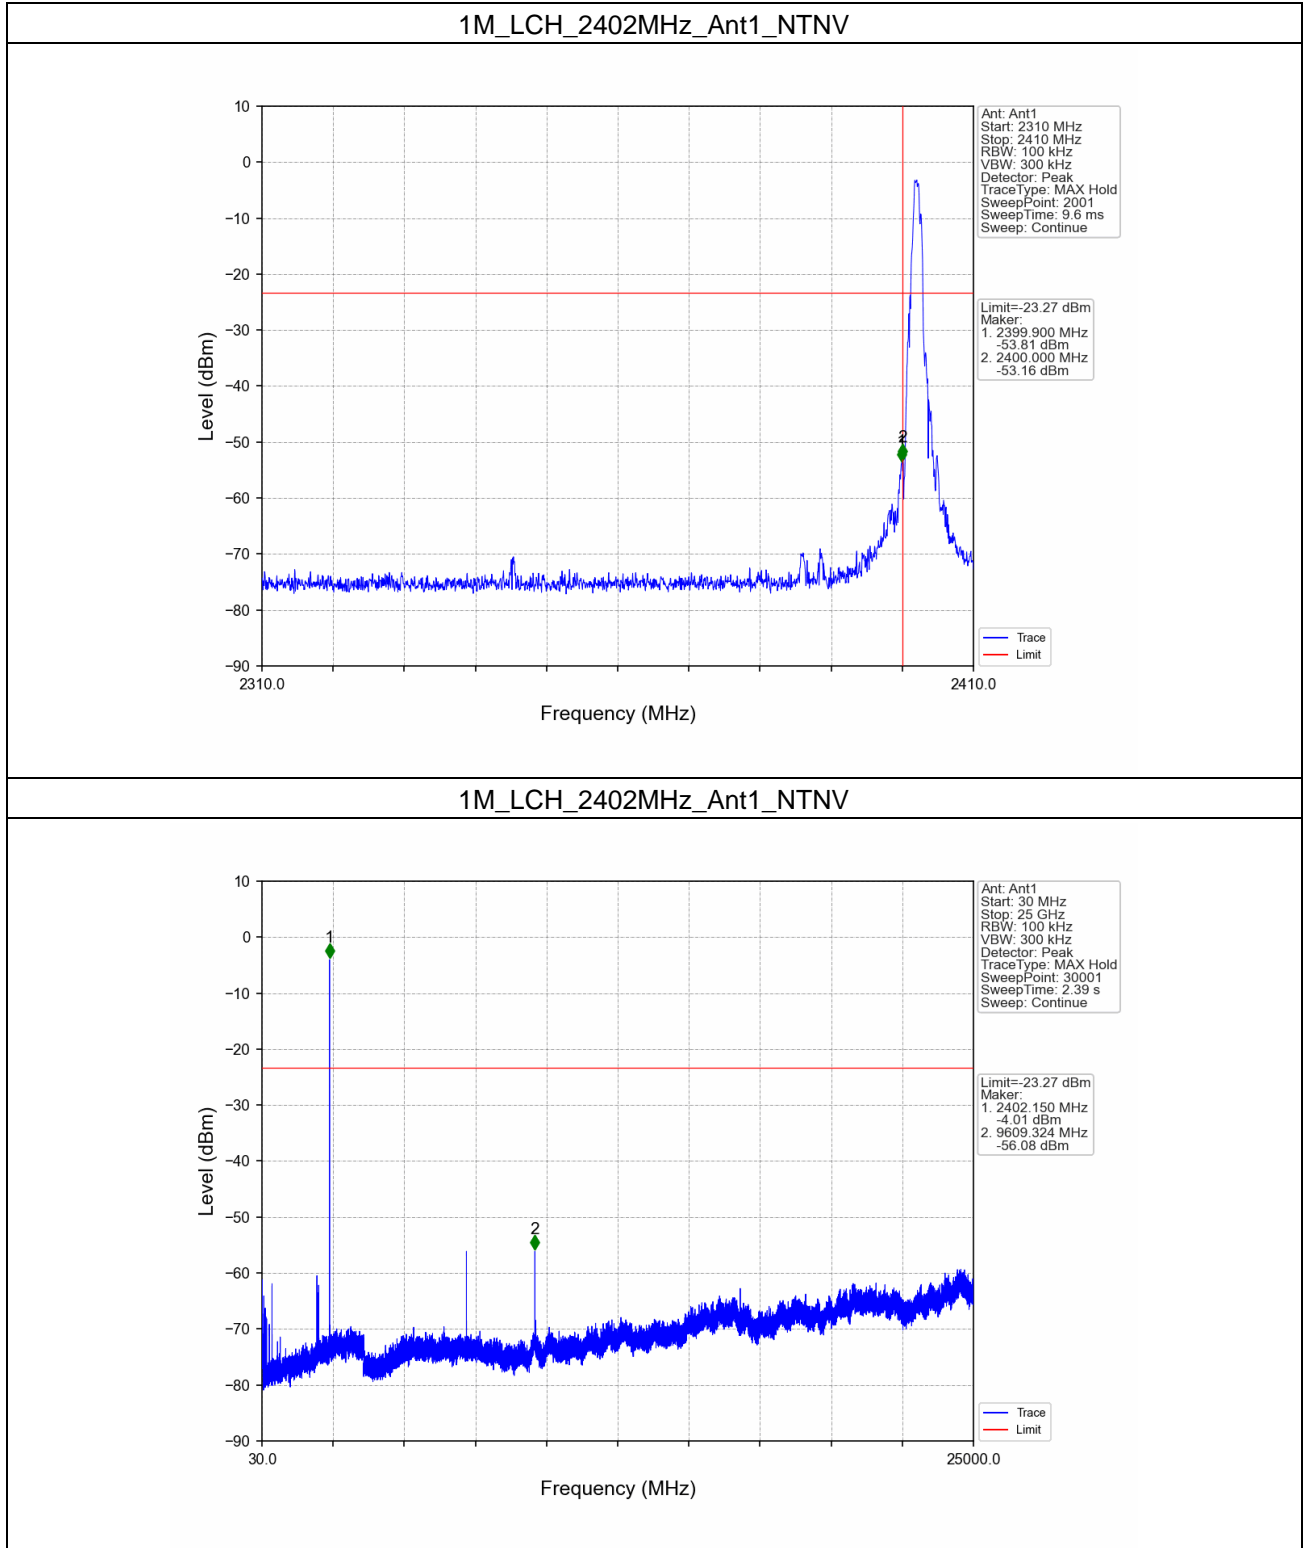 1M_LCH_2402MHz_Ant1_NTNV
10
0
−10
−20
−30
−40
−50
−60
−70
−80
−90
Level (dBm)
2
2310.0
2410.0
Frequency (MHz)
Ant: Ant1
Start: 2310 MHz
Stop: 2410 MHz
RBW: 100 kHz
VBW: 300 kHz
Detector: Peak
TraceType: MAX Hold
SweepPoint: 2001
SweepTime: 9.6 ms
Sweep: Continue
Limit=-23.27 dBm
Maker:
1. 2399.900 MHz
-53.81 dBm
2. 2400.000 MHz
-53.16 dBm
Trace
Limit
1M_LCH_2402MHz_Ant1_NTNV
10
0
−10
−20
−30
−40
−50
−60
−70
−80
−90
Level (dBm)
1
2
30.0
25000.0
Frequency (MHz)
Ant: Ant1
Start: 30 MHz
Stop: 25 GHz
RBW: 100 kHz
VBW: 300 kHz
Detector: Peak
TraceType: MAX Hold
SweepPoint: 30001
SweepTime: 2.39 s
Sweep: Continue
Limit=-23.27 dBm
Maker:
1. 2402.150 MHz
-4.01 dBm
2. 9609.324 MHz
-56.08 dBm
Trace
Limit